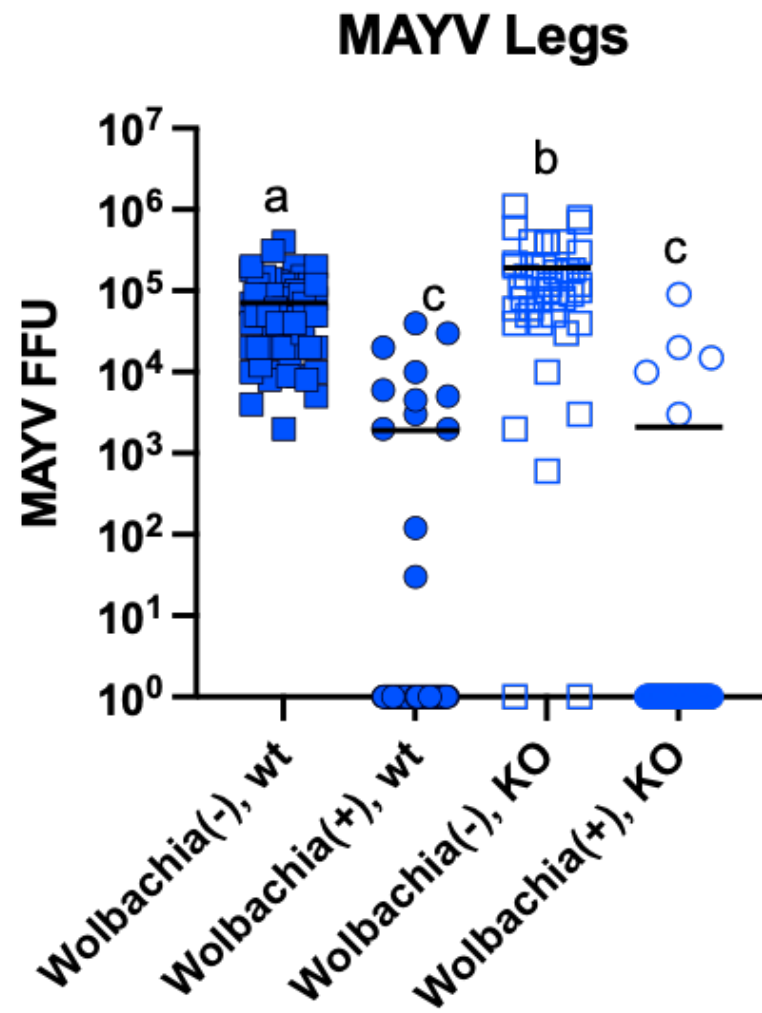 MAYV Legs
MAYV FFU
10⁷
10⁶
10⁵
10⁴
10³
10²
10¹
10⁰
a
c
b
c
Wolbachia(-), wt
Wolbachia(+), wt
Wolbachia(-), KO
Wolbachia(+), KO